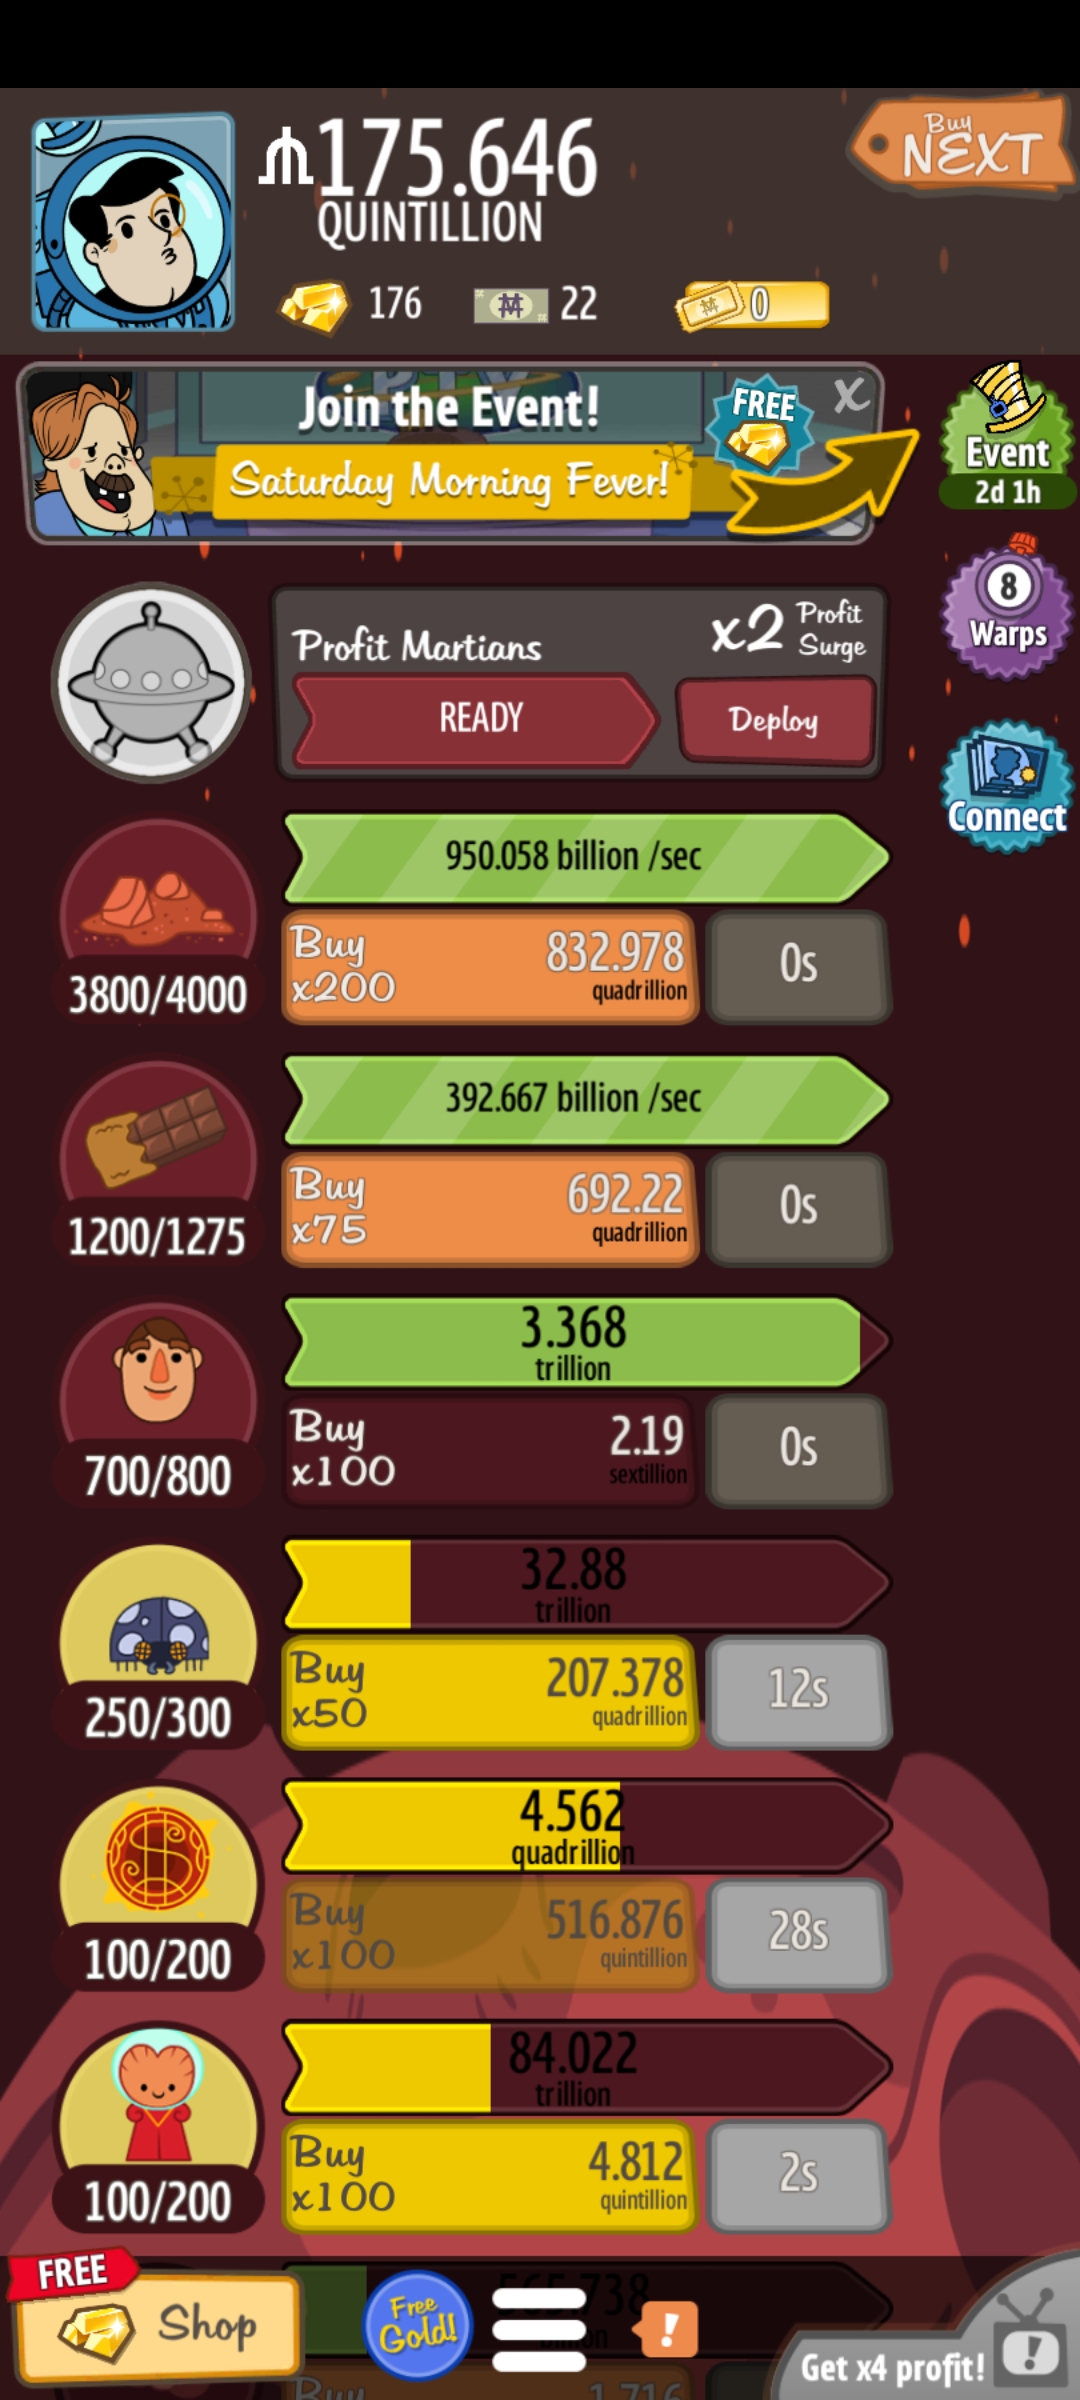 Buy
NEXT
175.646
QUINTILLION
176
22
0
Join the Event!
FREE
X
Saturday Morning Fever!
Event
2d 1h
8
Warps
Connect
Profit Martians
x2 Profit Surge
READY
Deploy
950.058 billion /sec
Buy x200
832.978 quadrillion
0s
3800/4000
392.667 billion /sec
Buy x75
692.22 quadrillion
0s
1200/1275
3.368 trillion
Buy x100
2.19 sextillion
0s
700/800
32.88 trillion
Buy x50
207.378 quadrillion
12s
250/300
4.562 quadrillion
Buy x100
516.876 quintillion
28s
100/200
84.022 trillion
Buy x100
4.812 quintillion
2s
100/200
FREE
Shop
Free Gold!
!
Get x4 profit!
!
Buy
1.716